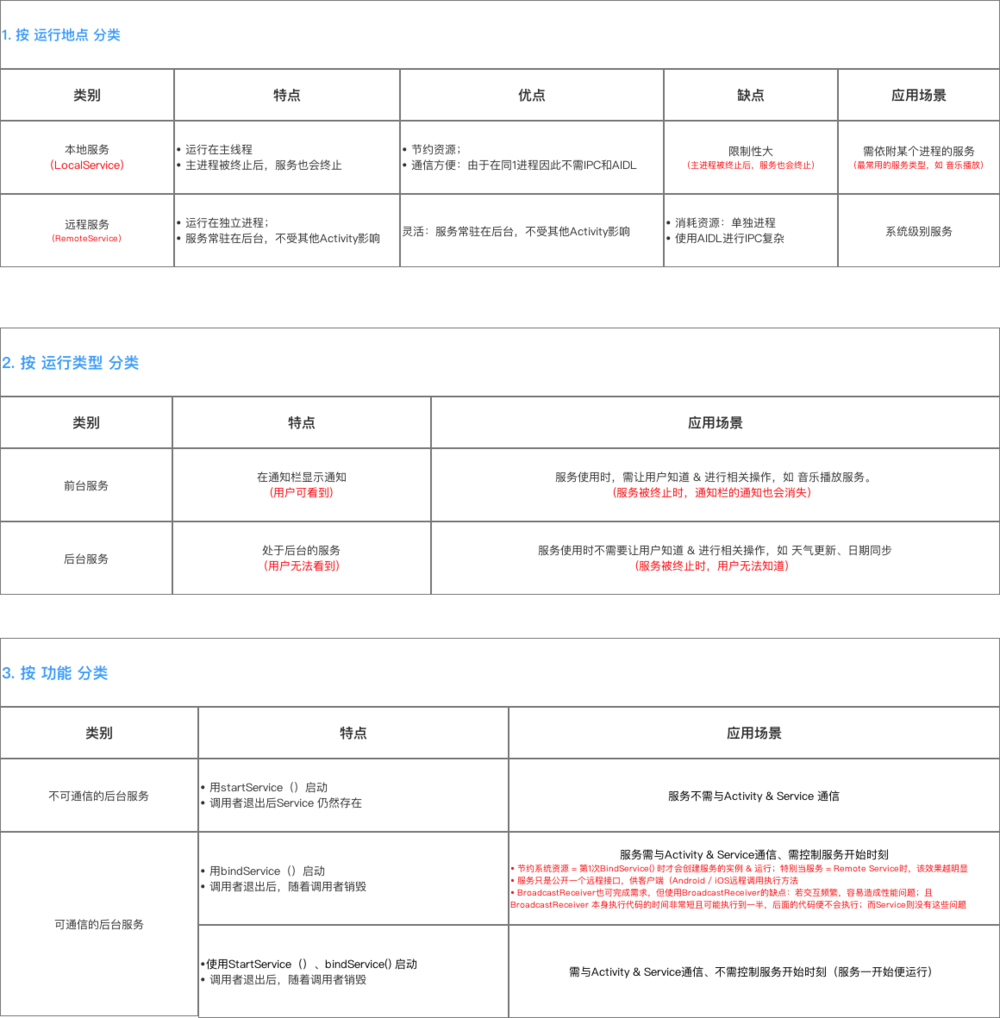 1. 按 运行地点 分类
类别
特点
优点
缺点
应用场景
本地服务
（LocalService）
• 运行在主线程
• 主进程被终止后，服务也会终止
• 节约资源；
• 通信方便：由于在同1进程因此不需IPC和AIDL
限制性大
（主进程被终止后、服务也会终止）
需依附某个进程的服务
（最常用的服务类型，如 音乐播放）
远程服务
（RemoteService）
• 运行在独立进程；
• 服务常驻在后台，不受其他Activity影响
灵活：服务常驻在后台，不受其他Activity影响
• 消耗资源：单独进程
• 使用AIDL进行IPC复杂
系统级别服务
2. 按 运行类型 分类
类别
特点
应用场景
前台服务
在通知栏显示通知
（用户可看到）
服务使用时，需让用户知道 & 进行相关操作，如 音乐播放服务。
（服务被终止时，通知栏的通知也会消失）
后台服务
处于后台的服务
（用户无法看到）
服务使用时不需要让用户知道 & 进行相关操作，如 天气更新、日期同步
（服务被终止时，用户无法知道）
3. 按 功能 分类
类别
特点
应用场景
不可通信的后台服务
• 用startService（）启动
• 调用者退出后Service 仍然存在
服务不需与Activity & Service 通信
可通信的后台服务
• 用bindService（）启动
• 调用者退出后，随着调用者销毁
服务需与Activity & Service通信、需控制服务开始时刻
• 节约系统资源 = 第1次BindService() 时才会创建服务的实例 & 运行；特别当服务 = Remote Service时，该效果越明显
• 服务只是公开一个远程接口，供客户端（Android / iOS远程调用执行方法
• BroadcastReceiver也可完成需求，但使用BroadcastReceiver的缺点：若交互频繁，容易造成性能问题；且
BroadcastReceiver 本身执行代码的时间非常短且可能执行到一半，后面的代码便不会执行；而Service则没有这些问题
•使用StartService（）、bindService() 启动
• 调用者退出后，随着调用者销毁
需与Activity & Service通信、不需控制服务开始时刻（服务一开始便运行）